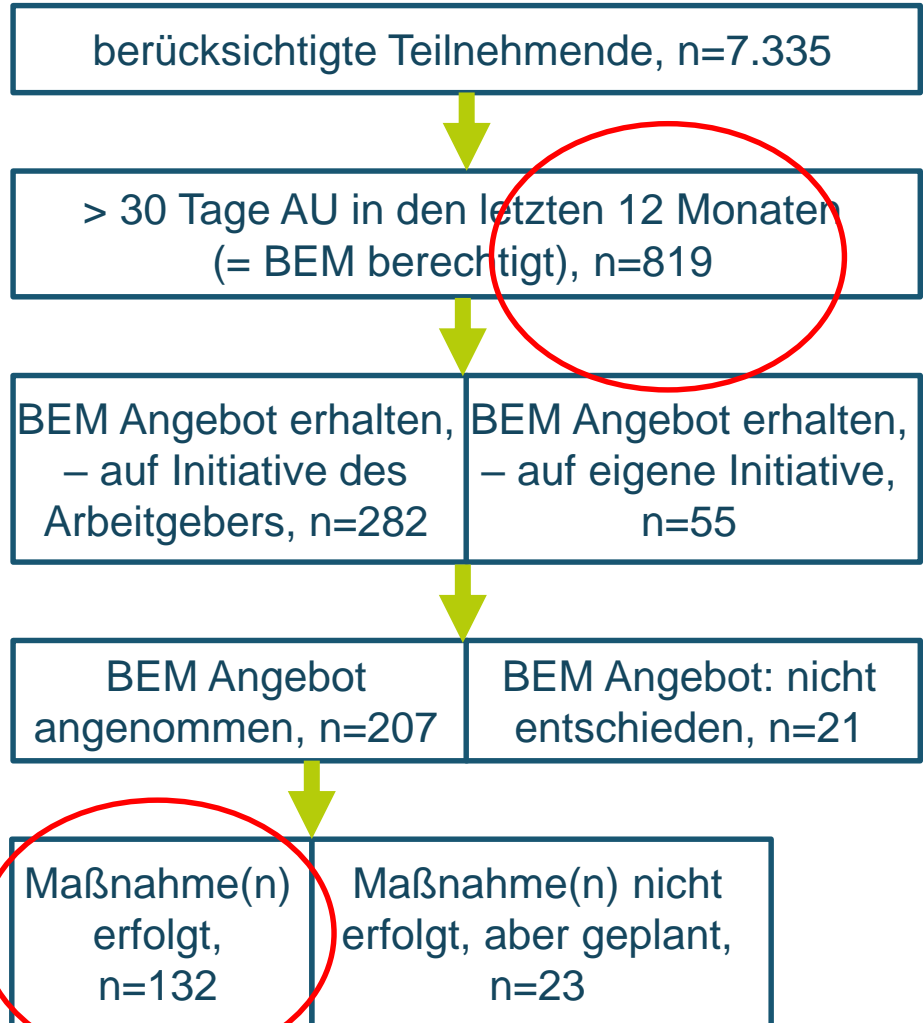 berücksichtigte Teilnehmende, n=7.335
> 30 Tage AU in den letzten 12 Monaten
(= BEM berechtigt), n=819
BEM Angebot erhalten,
– auf Initiative des
Arbeitgebers, n=282
BEM Angebot erhalten,
– auf eigene Initiative,
n=55
BEM Angebot
angenommen, n=207
BEM Angebot: nicht
entschieden, n=21
Maßnahme(n)
erfolgt,
n=132
Maßnahme(n) nicht
erfolgt, aber geplant,
n=23